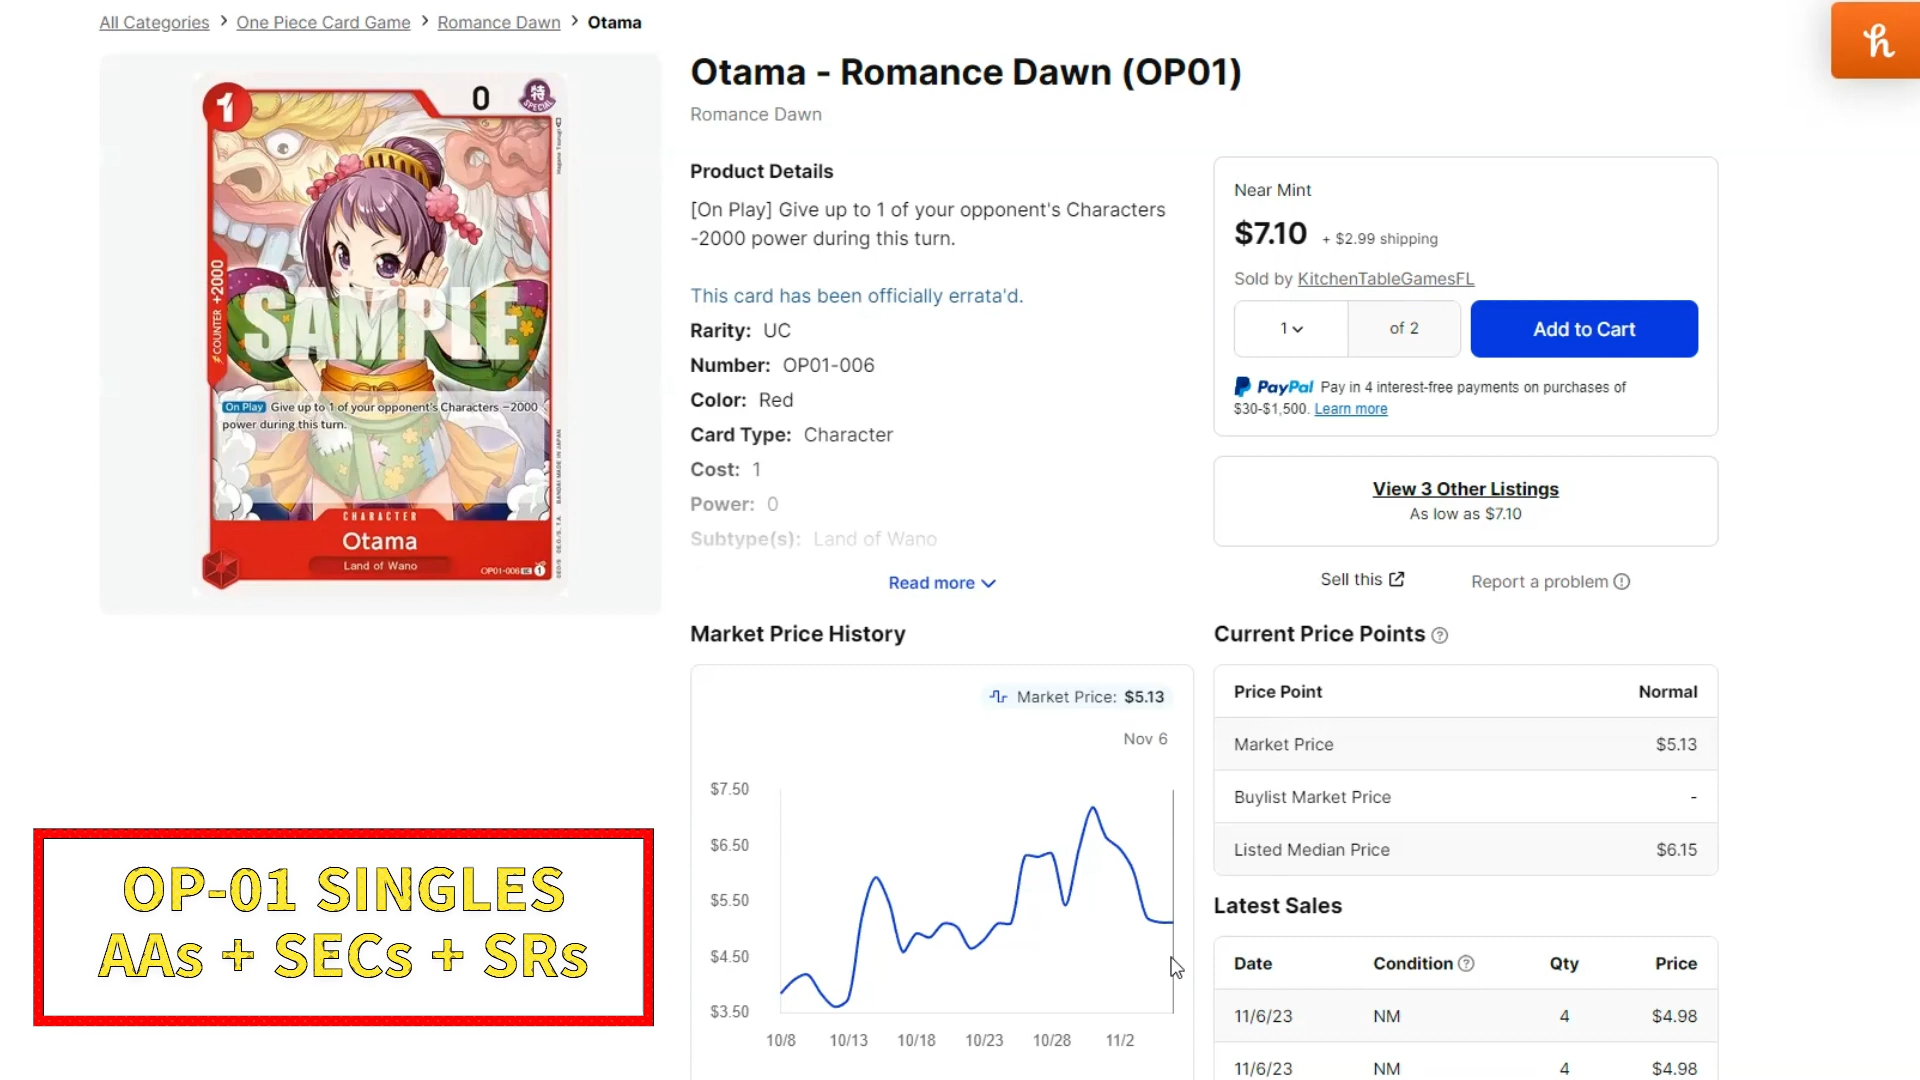 All Categories > One Piece Card Game > Romance Dawn > Otama
1
0
特
SPECIAL
COUNTER +2000
SAMPLE
On Play Give up to 1 of your opponent's Characters −2000
power during this turn.
CHARACTER
Otama
Land of Wano
OP01-006 UC 1
BANDAI MADE IN JAPAN
OP-01 SINGLES
AAs + SECs + SRs
Otama - Romance Dawn (OP01)
Romance Dawn
Product Details
[On Play] Give up to 1 of your opponent's Characters
-2000 power during this turn.
This card has been officially errata'd.
Rarity: UC
Number: OP01-006
Color: Red
Card Type: Character
Cost: 1
Power: 0
Subtype(s): Land of Wano
Read more
Market Price History
Market Price: $5.13
Nov 6
$7.50
$6.50
$5.50
$4.50
$3.50
10/8 10/13 10/18 10/23 10/28 11/2
h
Near Mint
$7.10 + $2.99 shipping
Sold by KitchenTableGamesFL
1 of 2 Add to Cart
PayPal Pay in 4 interest-free payments on purchases of
$30-$1,500. Learn more
View 3 Other Listings
As low as $7.10
Sell this Report a problem
Current Price Points
Price Point Normal
Market Price $5.13
Buylist Market Price -
Listed Median Price $6.15
Latest Sales
Date Condition Qty Price
11/6/23 NM 4 $4.98
11/6/23 NM 4 $4.98